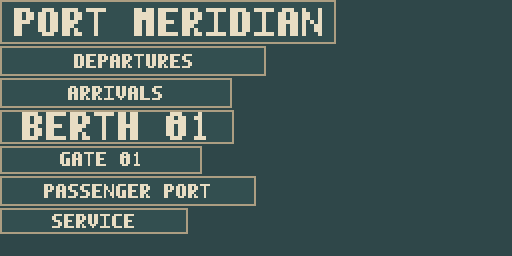 PORT MERIDIAN
DEPARTURES
ARRIVALS
BERTH 01
GATE 01
PASSENGER PORT
SERVICE